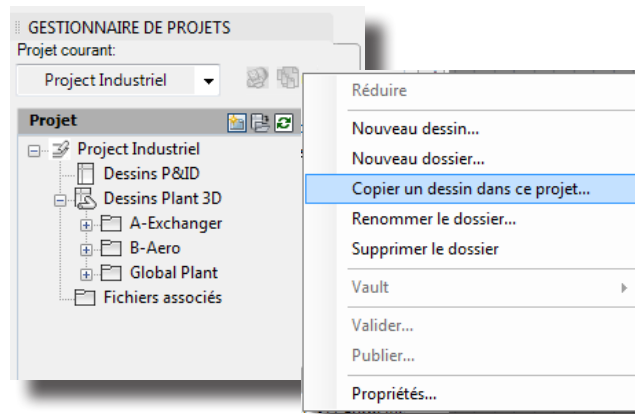 GESTIONNAIRE DE PROJETS
Projet courant:
Project Industriel
Projet
Project Industriel
Dessins P&ID
Dessins Plant 3D
A-Exchanger
B-Aero
Global Plant
Fichiers associés
Réduire
Nouveau dessin...
Nouveau dossier...
Copier un dessin dans ce projet...
Renommer le dossier...
Supprimer le dossier
Vault
Valider...
Publier...
Propriétés...